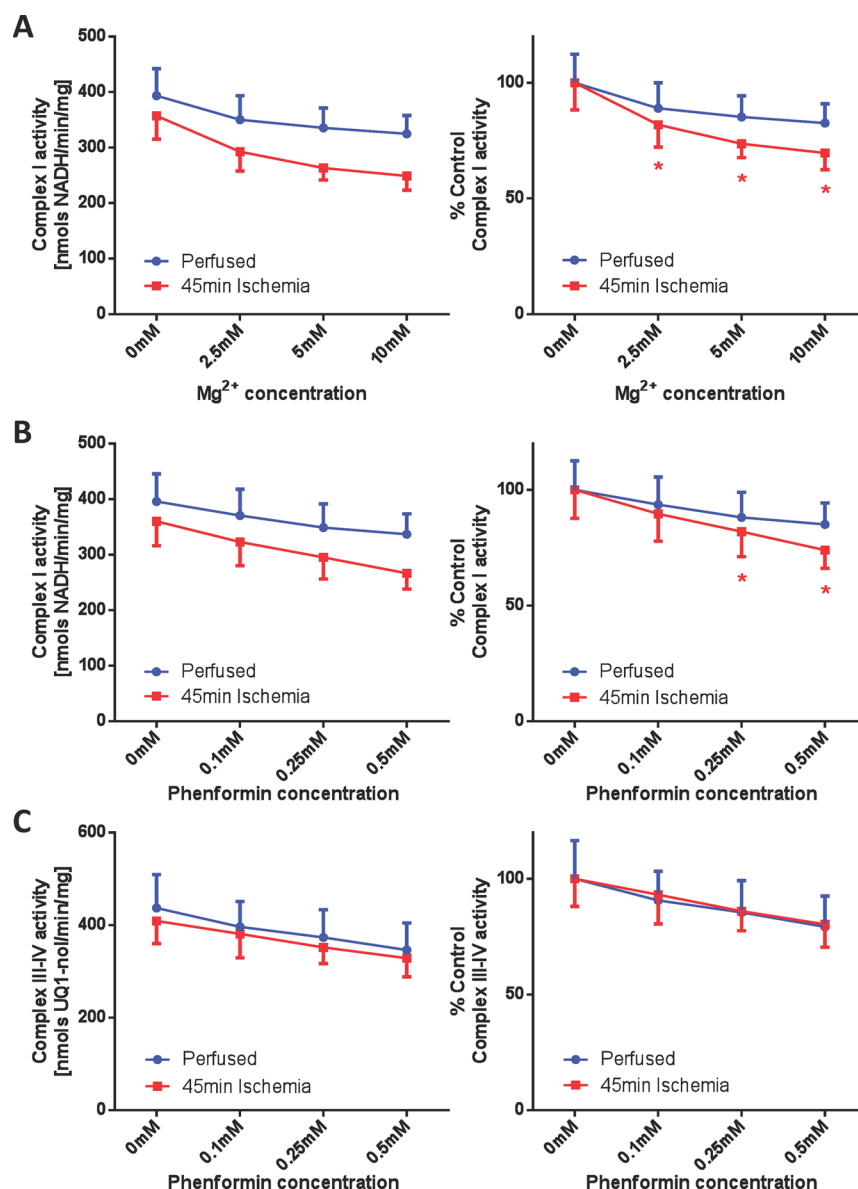 A
Complex I activity
[nmols NADH/min/mg]
500
400
300
200
100
0
Perfused
45min Ischemia
0mM
2.5mM
5mM
10mM
Mg²⁺ concentration
% Control
Complex I activity
100
50
0
Perfused
45min Ischemia
*
*
*
0mM
2.5mM
5mM
10mM
Mg²⁺ concentration
B
Complex I activity
[nmols NADH/min/mg]
500
400
300
200
100
0
Perfused
45min Ischemia
0mM
0.1mM
0.25mM
0.5mM
Phenformin concentration
% Control
Complex I activity
100
50
0
Perfused
45min Ischemia
*
*
0mM
0.1mM
0.25mM
0.5mM
Phenformin concentration
C
Complex III-IV activity
[nmols UQ1-nol/min/mg]
600
400
200
0
Perfused
45min Ischemia
0mM
0.1mM
0.25mM
0.5mM
Phenformin concentration
% Control
Complex III-IV activity
100
50
0
Perfused
45min Ischemia
0mM
0.1mM
0.25mM
0.5mM
Phenformin concentration